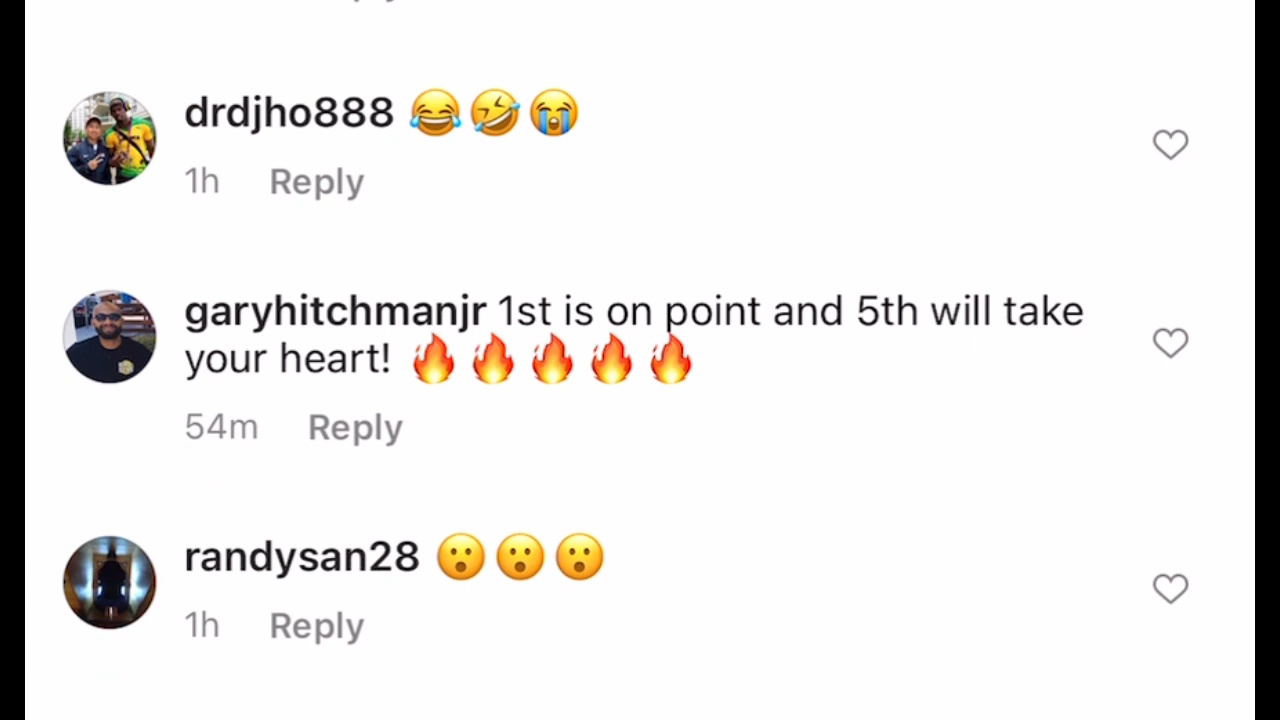 drdjho888 😂🤣😭
1h Reply
garyhitchmanjr 1st is on point and 5th will take
your heart! 🔥🔥🔥🔥🔥
54m Reply
randysan28 😮😮😮
1h Reply